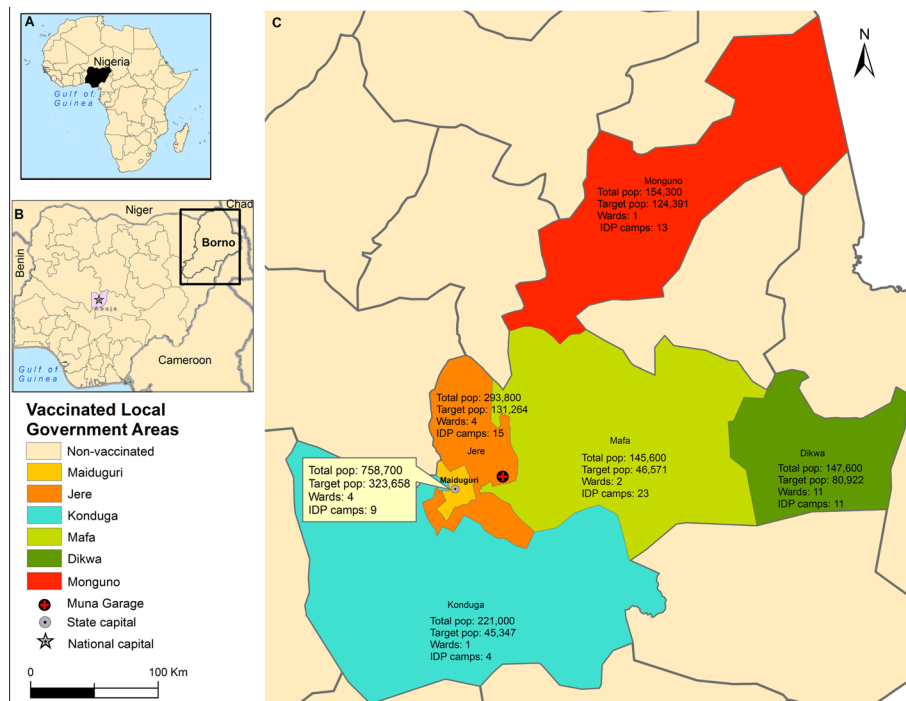 A
Nigeria
Gulf of
Guinea
B
Niger
Chad
Borno
Benin
Abuja
Cameroon
Gulf of
Guinea
Vaccinated Local
Government Areas
Non-vaccinated
Maiduguri
Jere
Konduga
Mafa
Dikwa
Monguno
Muna Garage
State capital
National capital
0
100 Km
C
N
Monguno
Total pop: 154,300
Target pop: 124,391
Wards: 1
IDP camps: 13
Total pop: 293,800
Target pop: 131,264
Wards: 4
IDP camps: 15
Jere
Total pop: 758,700
Target pop: 323,658
Wards: 4
IDP camps: 9
Maiduguri
Mafa
Total pop: 145,600
Target pop: 46,571
Wards: 2
IDP camps: 23
Dikwa
Total pop: 147,600
Target pop: 80,922
Wards: 11
IDP camps: 11
Konduga
Total pop: 221,000
Target pop: 45,347
Wards: 1
IDP camps: 4